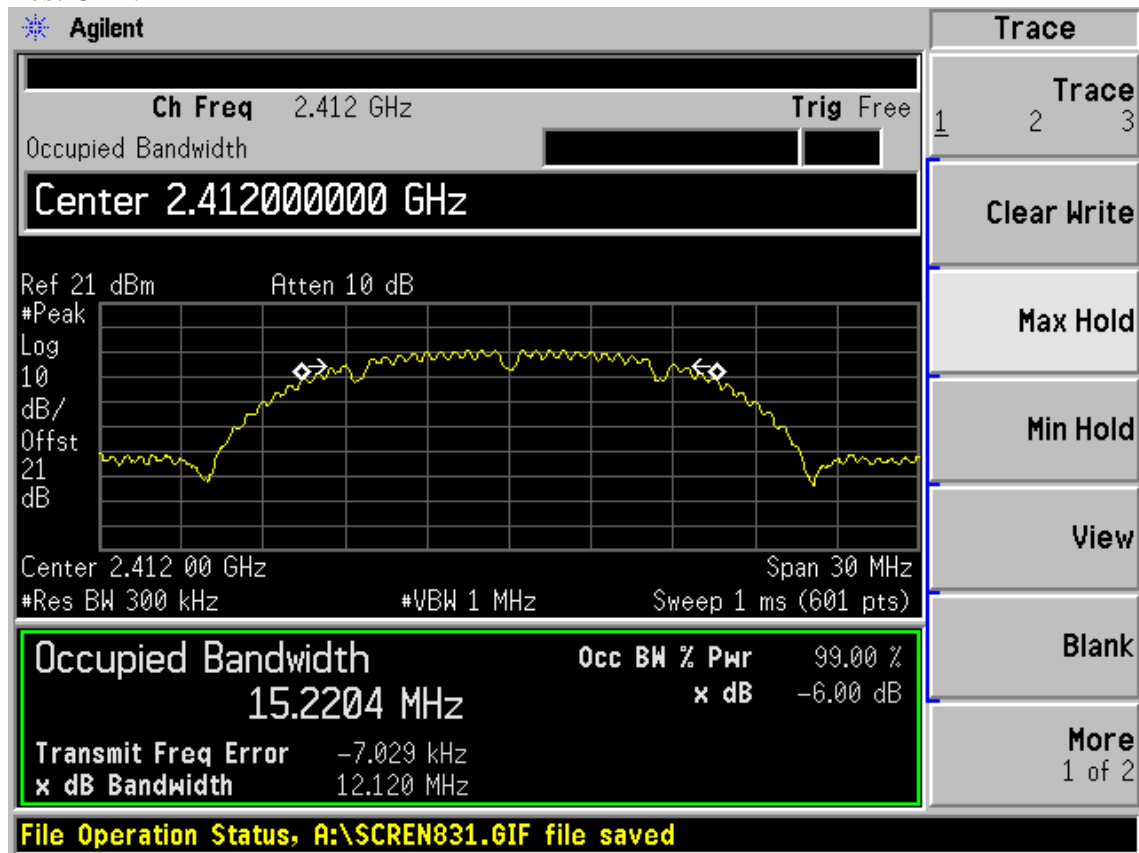 Agilent
Trace
Ch Freq 2.412 GHz Trig Free
Occupied Bandwidth
Center 2.412000000 GHz
Ref 21 dBm Atten 10 dB
#Peak
Log
10
dB/
Offst
21
dB
Center 2.412 00 GHz Span 30 MHz
#Res BW 300 kHz #VBW 1 MHz Sweep 1 ms (601 pts)
Occupied Bandwidth Occ BW % Pwr 99.00 %
15.2204 MHz x dB -6.00 dB
Transmit Freq Error -7.029 kHz
x dB Bandwidth 12.120 MHz
File Operation Status, A:\SCREN831.GIF file saved
Trace
1 2 3
Clear Write
Max Hold
Min Hold
View
Blank
More
1 of 2